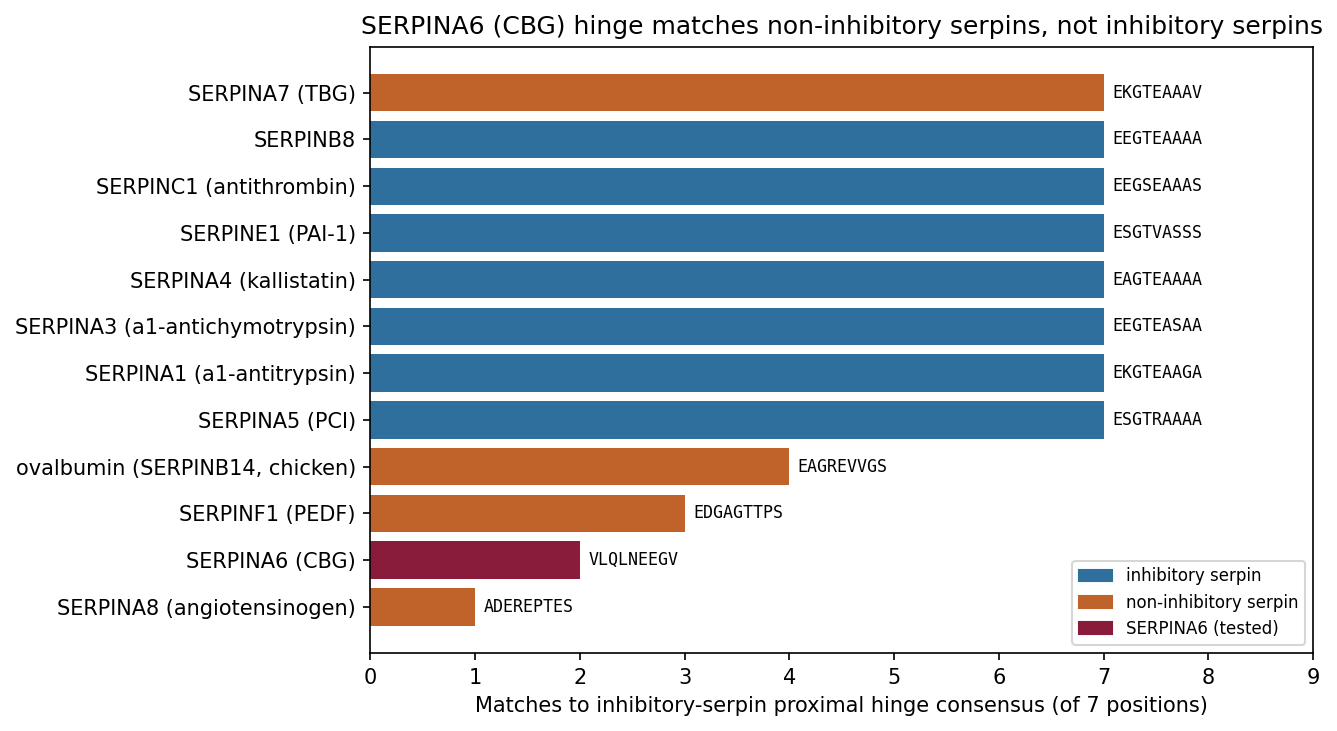 SERPINA6 (CBG) hinge matches non-inhibitory serpins, not inhibitory serpins
SERPINA7 (TBG) EKGTEAAAV
SERPINB8 EEGTEAAAA
SERPINC1 (antithrombin) EEGSEAAAS
SERPINE1 (PAI-1) ESGTVASSS
SERPINA4 (kallistatin) EAGTEAAAA
SERPINA3 (a1-antichymotrypsin) EEGTEASAA
SERPINA1 (a1-antitrypsin) EKGTEAAGA
SERPINA5 (PCI) ESGTRAAAA
ovalbumin (SERPINB14, chicken) EAGREVVGS
SERPINF1 (PEDF) EDGAGTTPS
SERPINA6 (CBG) VLQLNEEGV
SERPINA8 (angiotensinogen) ADEREPTES
inhibitory serpin
non-inhibitory serpin
SERPINA6 (tested)
0 1 2 3 4 5 6 7 8 9
Matches to inhibitory-serpin proximal hinge consensus (of 7 positions)